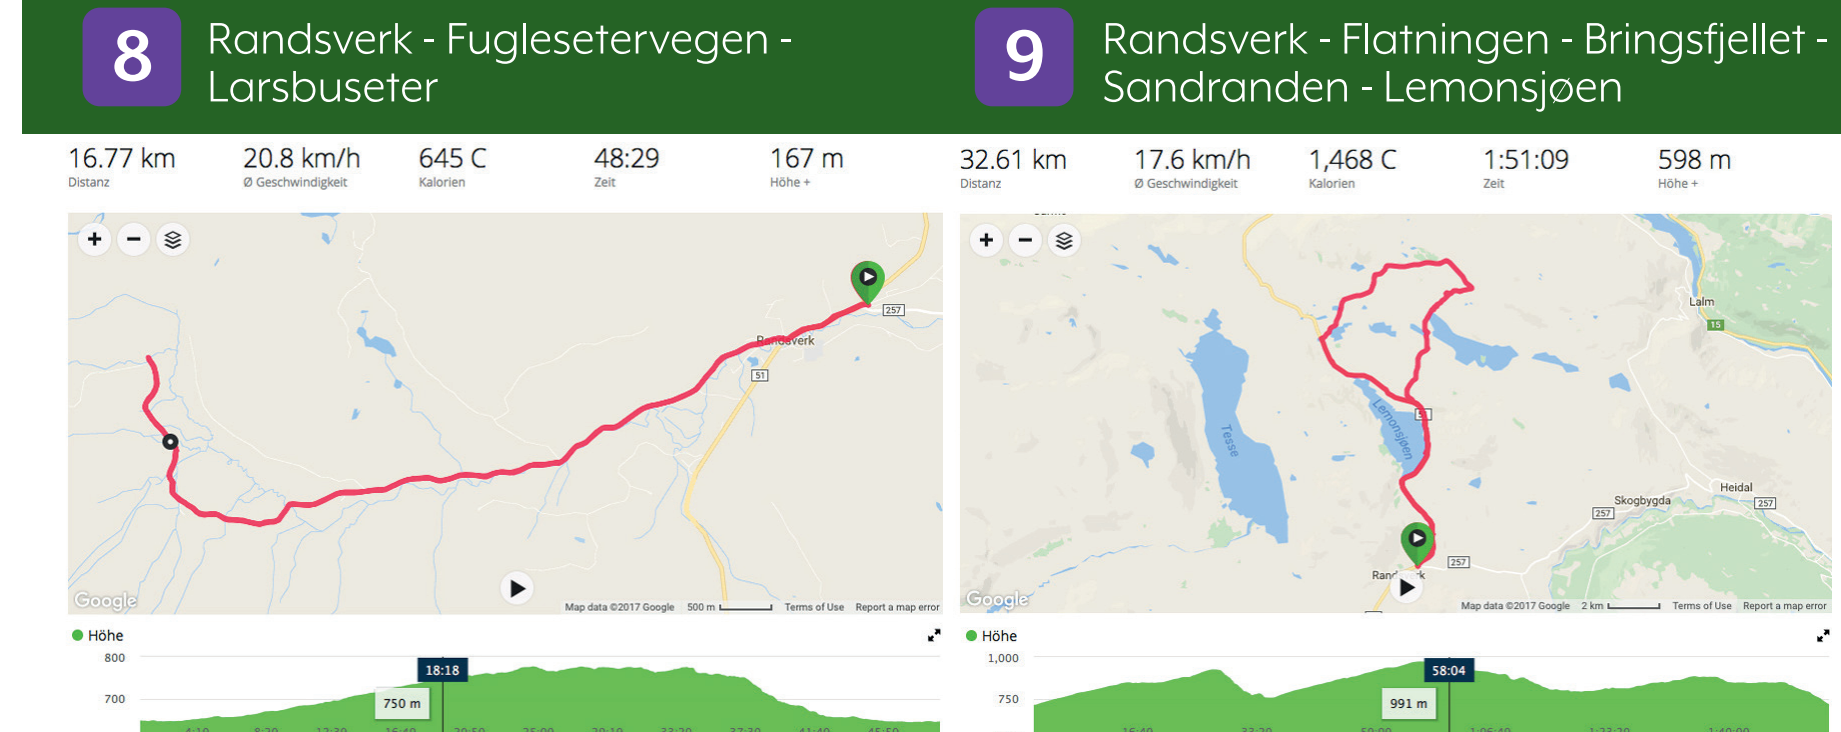 8
Randsverk - Fuglesetervegen -
Larsbuseter
16.77 km
20.8 km/h
645 C
48:29
167 m
Distanz
Ø Geschwindigkeit
Kalorien
Zeit
Höhe +
257
Randsverk
51
Google
Map data ©2017 Google
500 m
Terms of Use
Report a map error
Höhe
800
18:18
750 m
700
9
Randsverk - Flatningen - Bringsfjellet -
Sandranden - Lemonsjøen
32.61 km
17.6 km/h
1,468 C
1:51:09
598 m
Distanz
Ø Geschwindigkeit
Kalorien
Zeit
Höhe +
Lalm
15
Lemonsjøen
51
Tesse
Heidal
Skogbygda
257
257
257
Google
Map data ©2017 Google
2 km
Terms of Use
Report a map error
Höhe
1,000
58:04
991 m
750